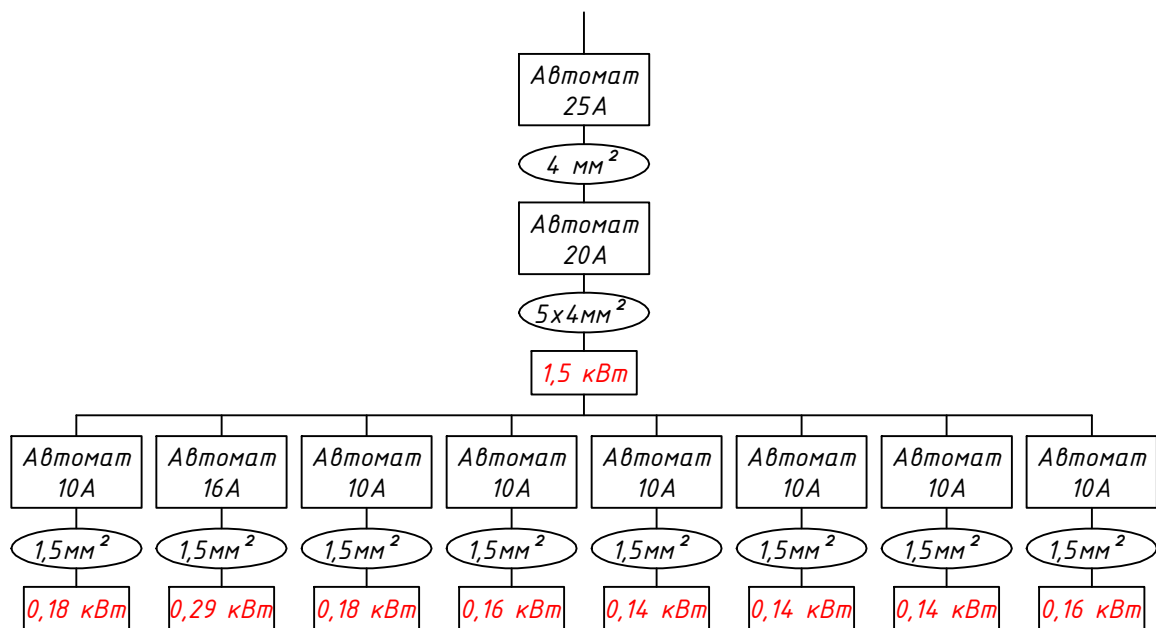 Автомат
25А
4 мм²
Автомат
20А
5х4мм²
1,5 кВт
Автомат Автомат Автомат Автомат Автомат Автомат Автомат Автомат
10А 16А 10А 10А 10А 10А 10А 10А
1,5мм² 1,5мм² 1,5мм² 1,5мм² 1,5мм² 1,5мм² 1,5мм² 1,5мм²
0,18 кВт 0,29 кВт 0,18 кВт 0,16 кВт 0,14 кВт 0,14 кВт 0,14 кВт 0,16 кВт